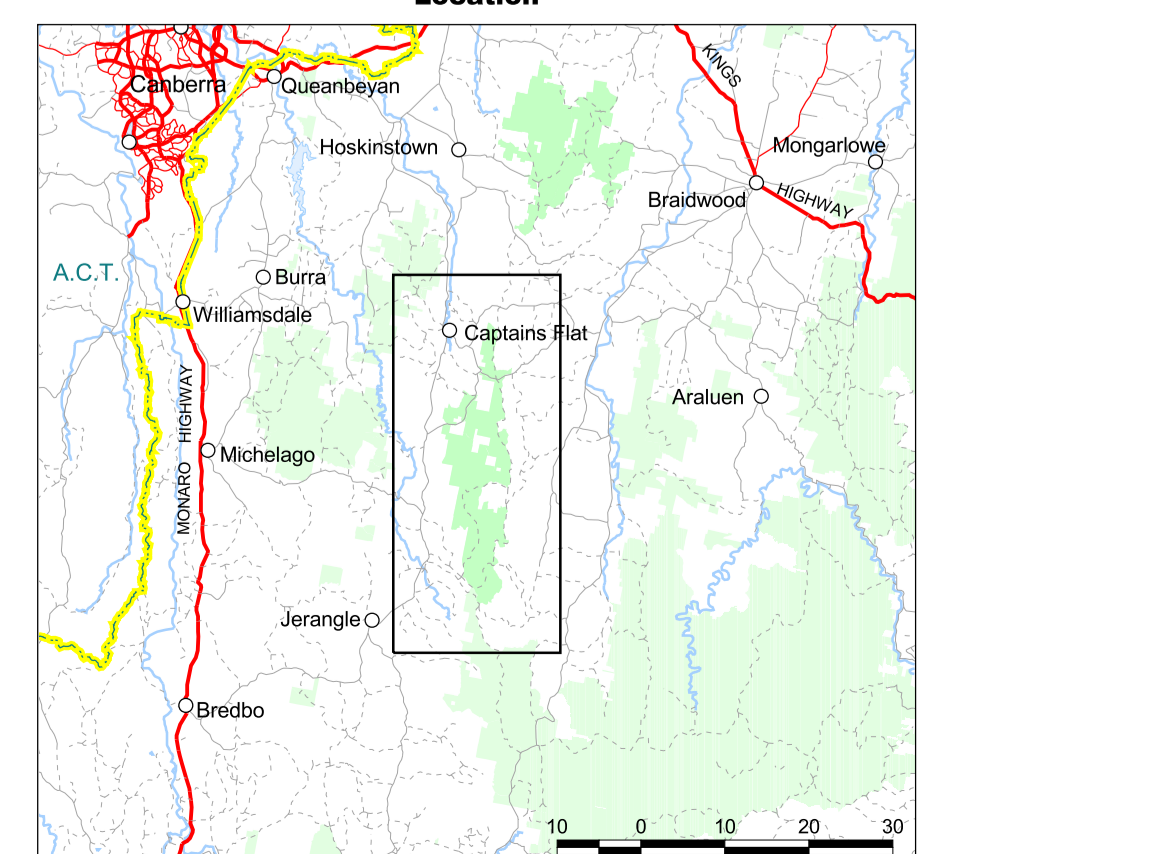 Location
KINGS
Canberra
Queanbeyan
Hoskinstown
Mongarlowe
Braidwood
HIGHWAY
A.C.T.
Burra
Williamsdale
Captains Flat
MONARO HIGHWAY
Araluen
Michelago
Jerangle
Bredbo
10 0 10 20 30